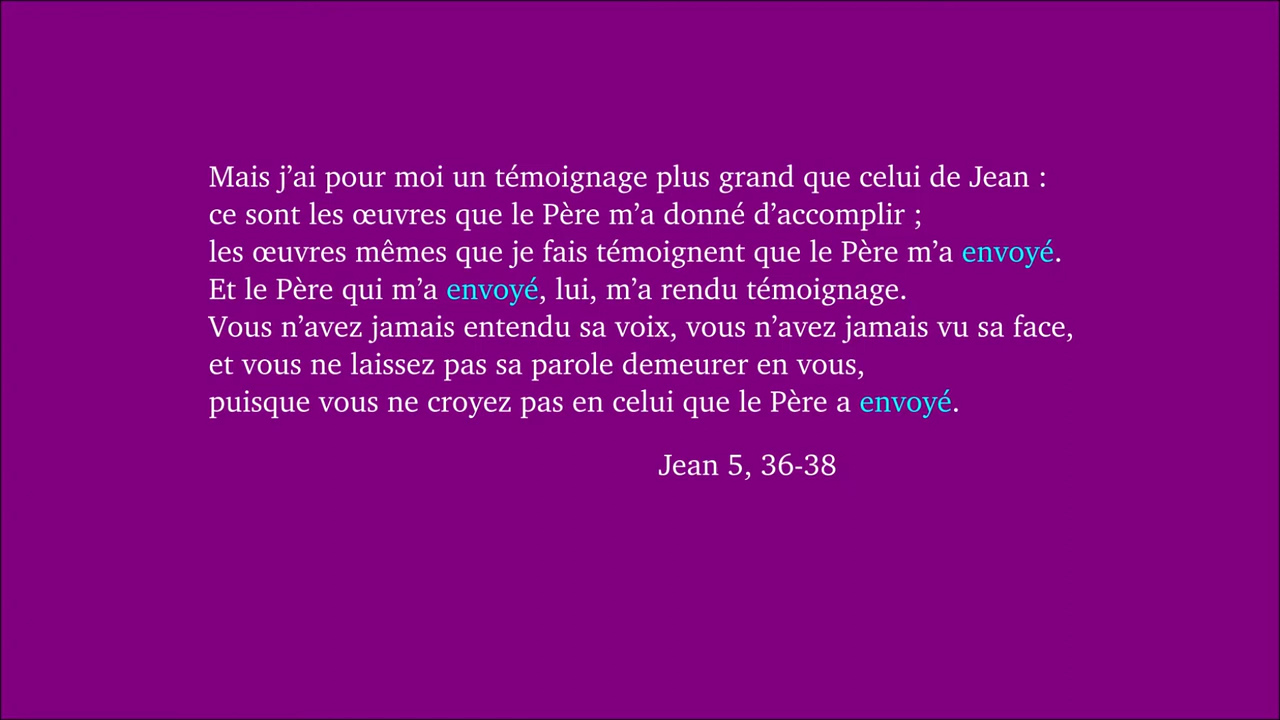 Mais j’ai pour moi un témoignage plus grand que celui de Jean :
ce sont les œuvres que le Père m’a donné d’accomplir ;
les œuvres mêmes que je fais témoignent que le Père m’a envoyé.
Et le Père qui m’a envoyé, lui, m’a rendu témoignage.
Vous n’avez jamais entendu sa voix, vous n’avez jamais vu sa face,
et vous ne laissez pas sa parole demeurer en vous,
puisque vous ne croyez pas en celui que le Père a envoyé.
Jean 5, 36-38